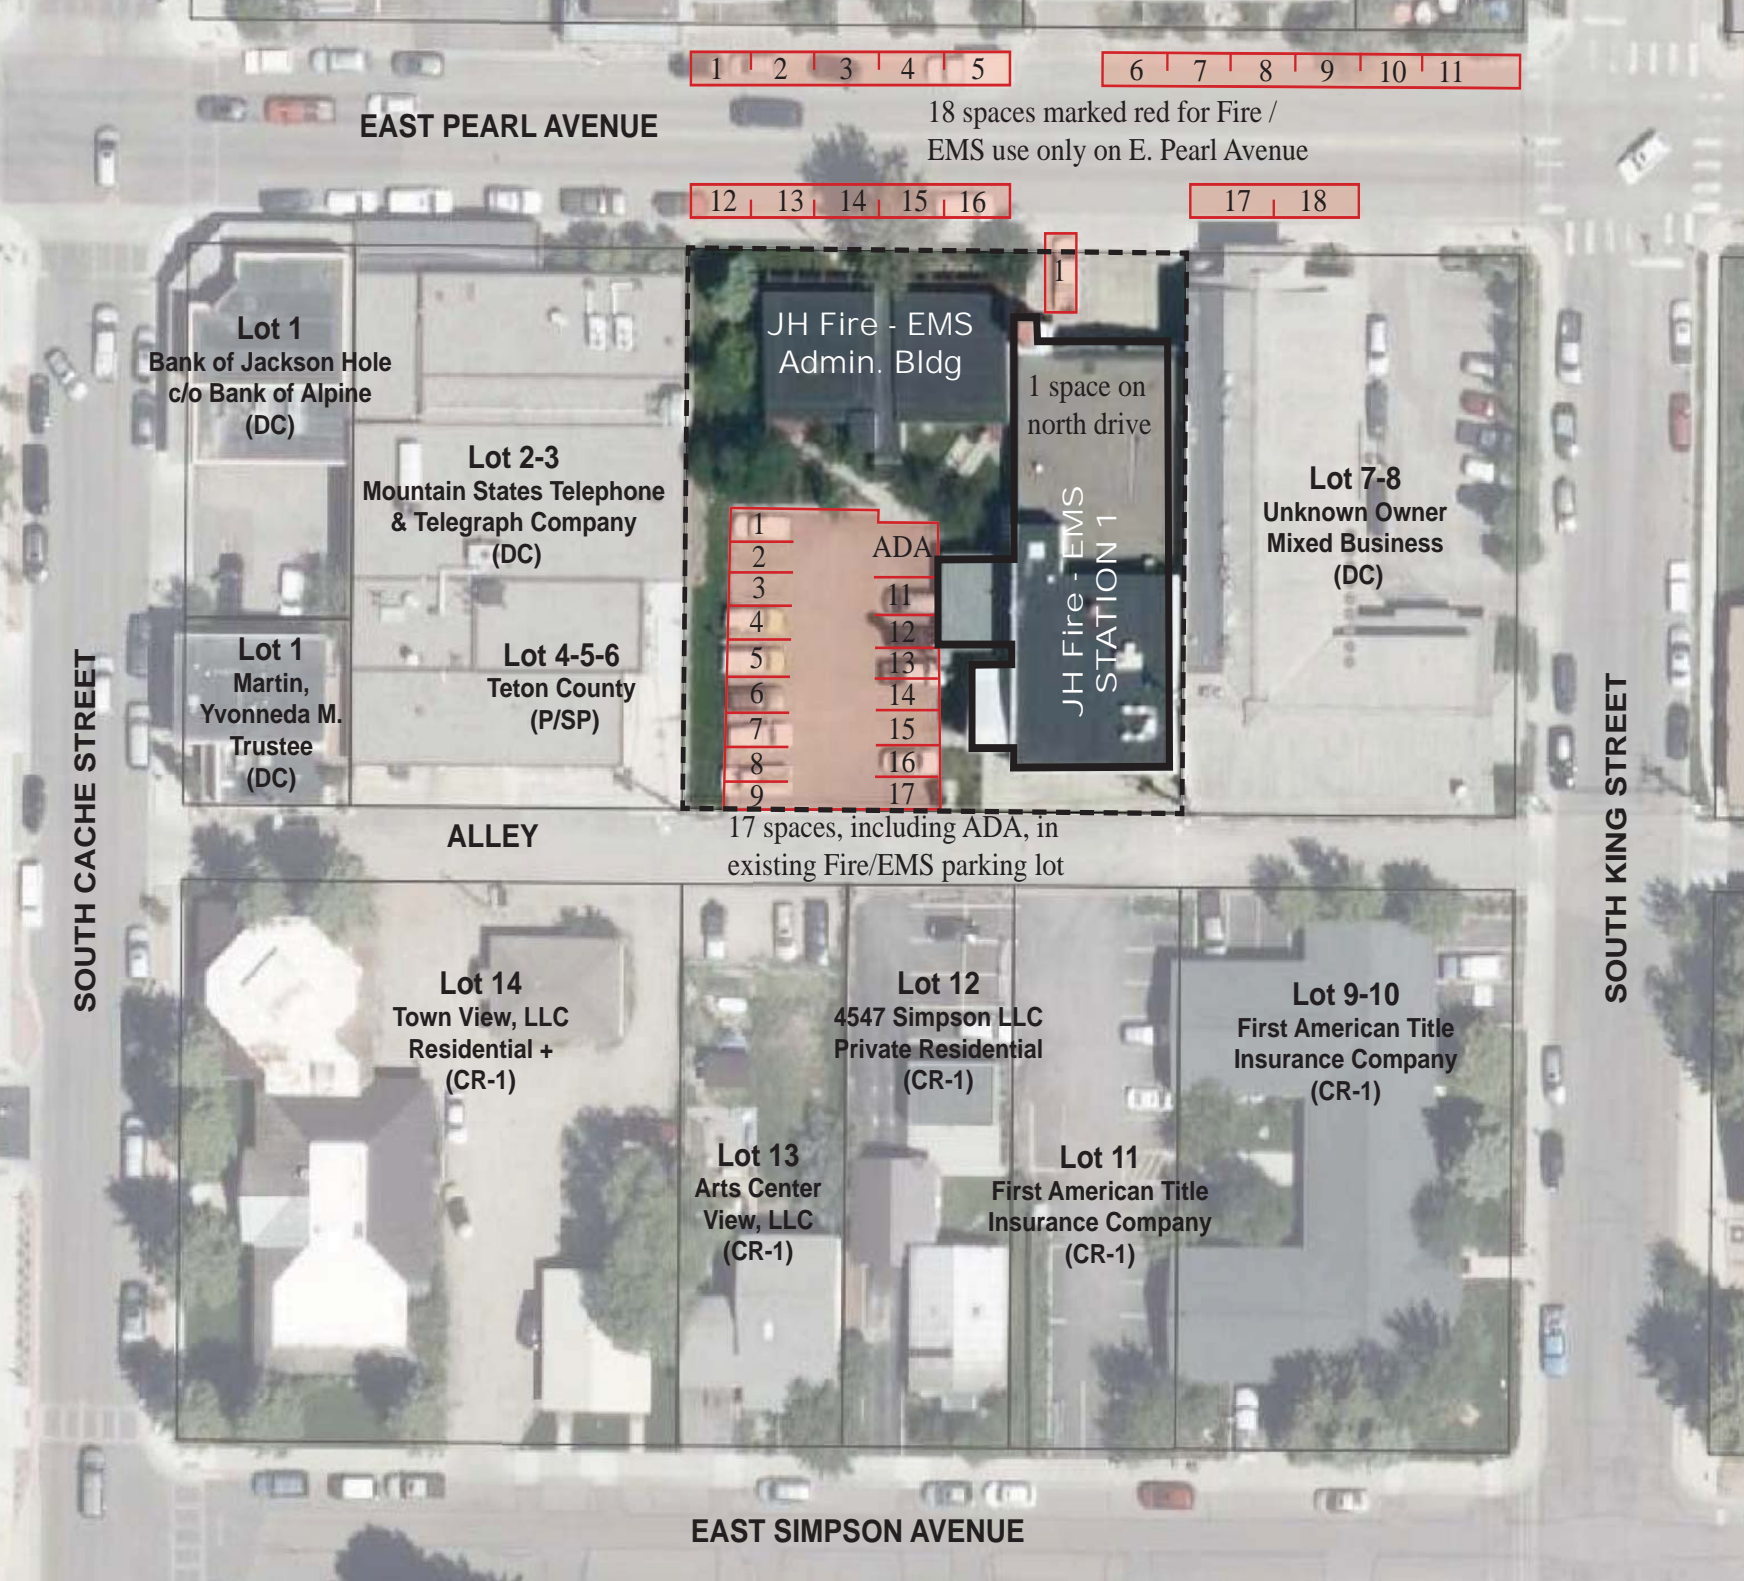 1 2 3 4 5
6 7 8 9 10 11
18 spaces marked red for Fire /
EMS use only on E. Pearl Avenue
EAST PEARL AVENUE
12 13 14 15 16
17 18
1
JH Fire - EMS
Admin. Bldg
1 space on
north drive
JH Fire - EMS
STATION 1
Lot 1
Bank of Jackson Hole
c/o Bank of Alpine
(DC)
Lot 2-3
Mountain States Telephone
& Telegraph Company
(DC)
Lot 7-8
Unknown Owner
Mixed Business
(DC)
1
2
3
4
5
6
7
8
9
ADA
11
12
13
14
15
16
17
Lot 1
Martin,
Yvonneda M.
Trustee
(DC)
Lot 4-5-6
Teton County
(P/SP)
SOUTH CACHE STREET
SOUTH KING STREET
ALLEY
17 spaces, including ADA, in
existing Fire/EMS parking lot
Lot 14
Town View, LLC
Residential +
(CR-1)
Lot 13
Arts Center
View, LLC
(CR-1)
Lot 12
4547 Simpson LLC
Private Residential
(CR-1)
Lot 11
First American Title
Insurance Company
(CR-1)
Lot 9-10
First American Title
Insurance Company
(CR-1)
EAST SIMPSON AVENUE